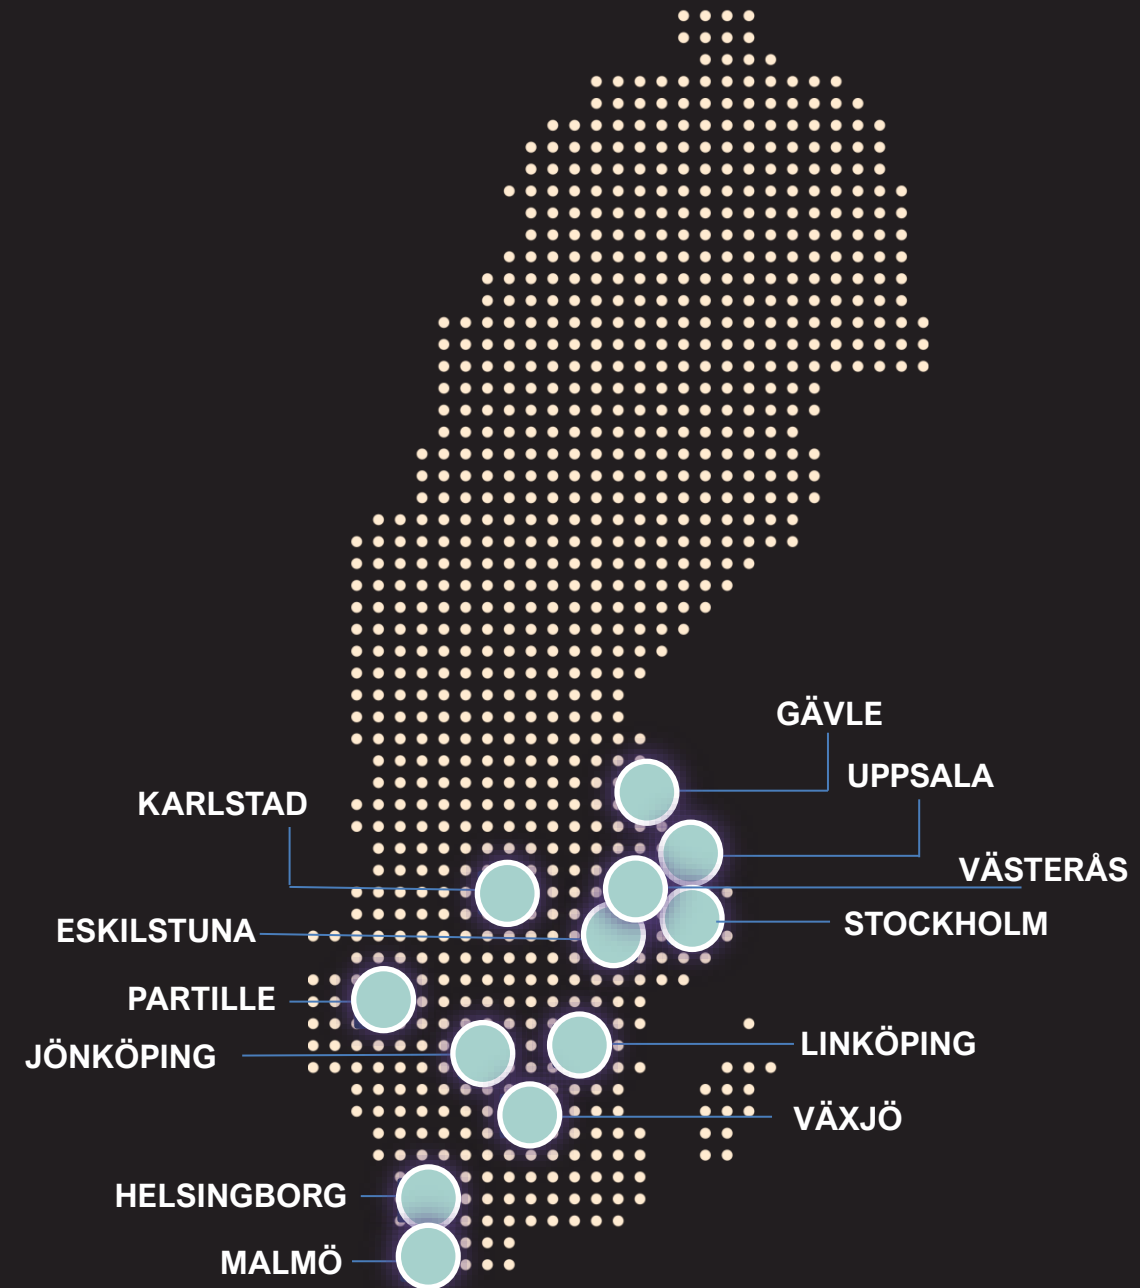 GÄVLE
UPPSALA
KARLSTAD
VÄSTERÅS
ESKILSTUNA
STOCKHOLM
PARTILLE
JÖNKÖPING
LINKÖPING
VÄXJÖ
HELSINGBORG
MALMÖ